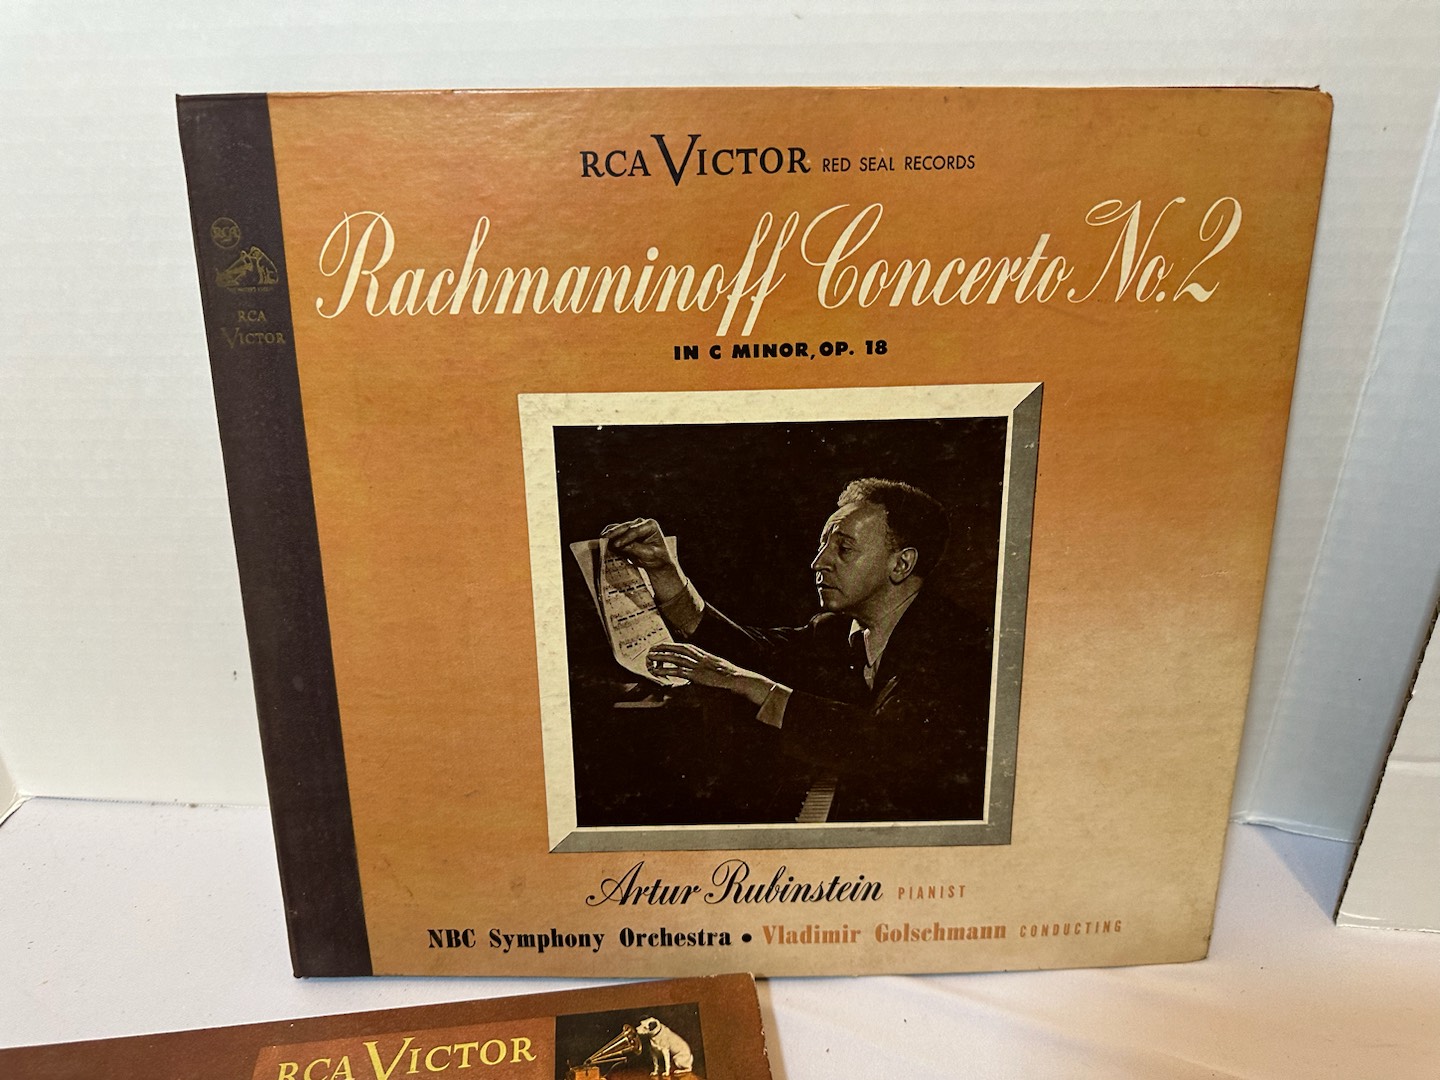 RCA VICTOR RED SEAL RECORDS
Rachmaninoff Concerto No. 2
IN C MINOR, OP. 18
RCA
RCA
VICTOR
Artur Rubinstein PIANIST
NBC Symphony Orchestra • Vladimir Golschmann CONDUCTING
RCA VICTOR